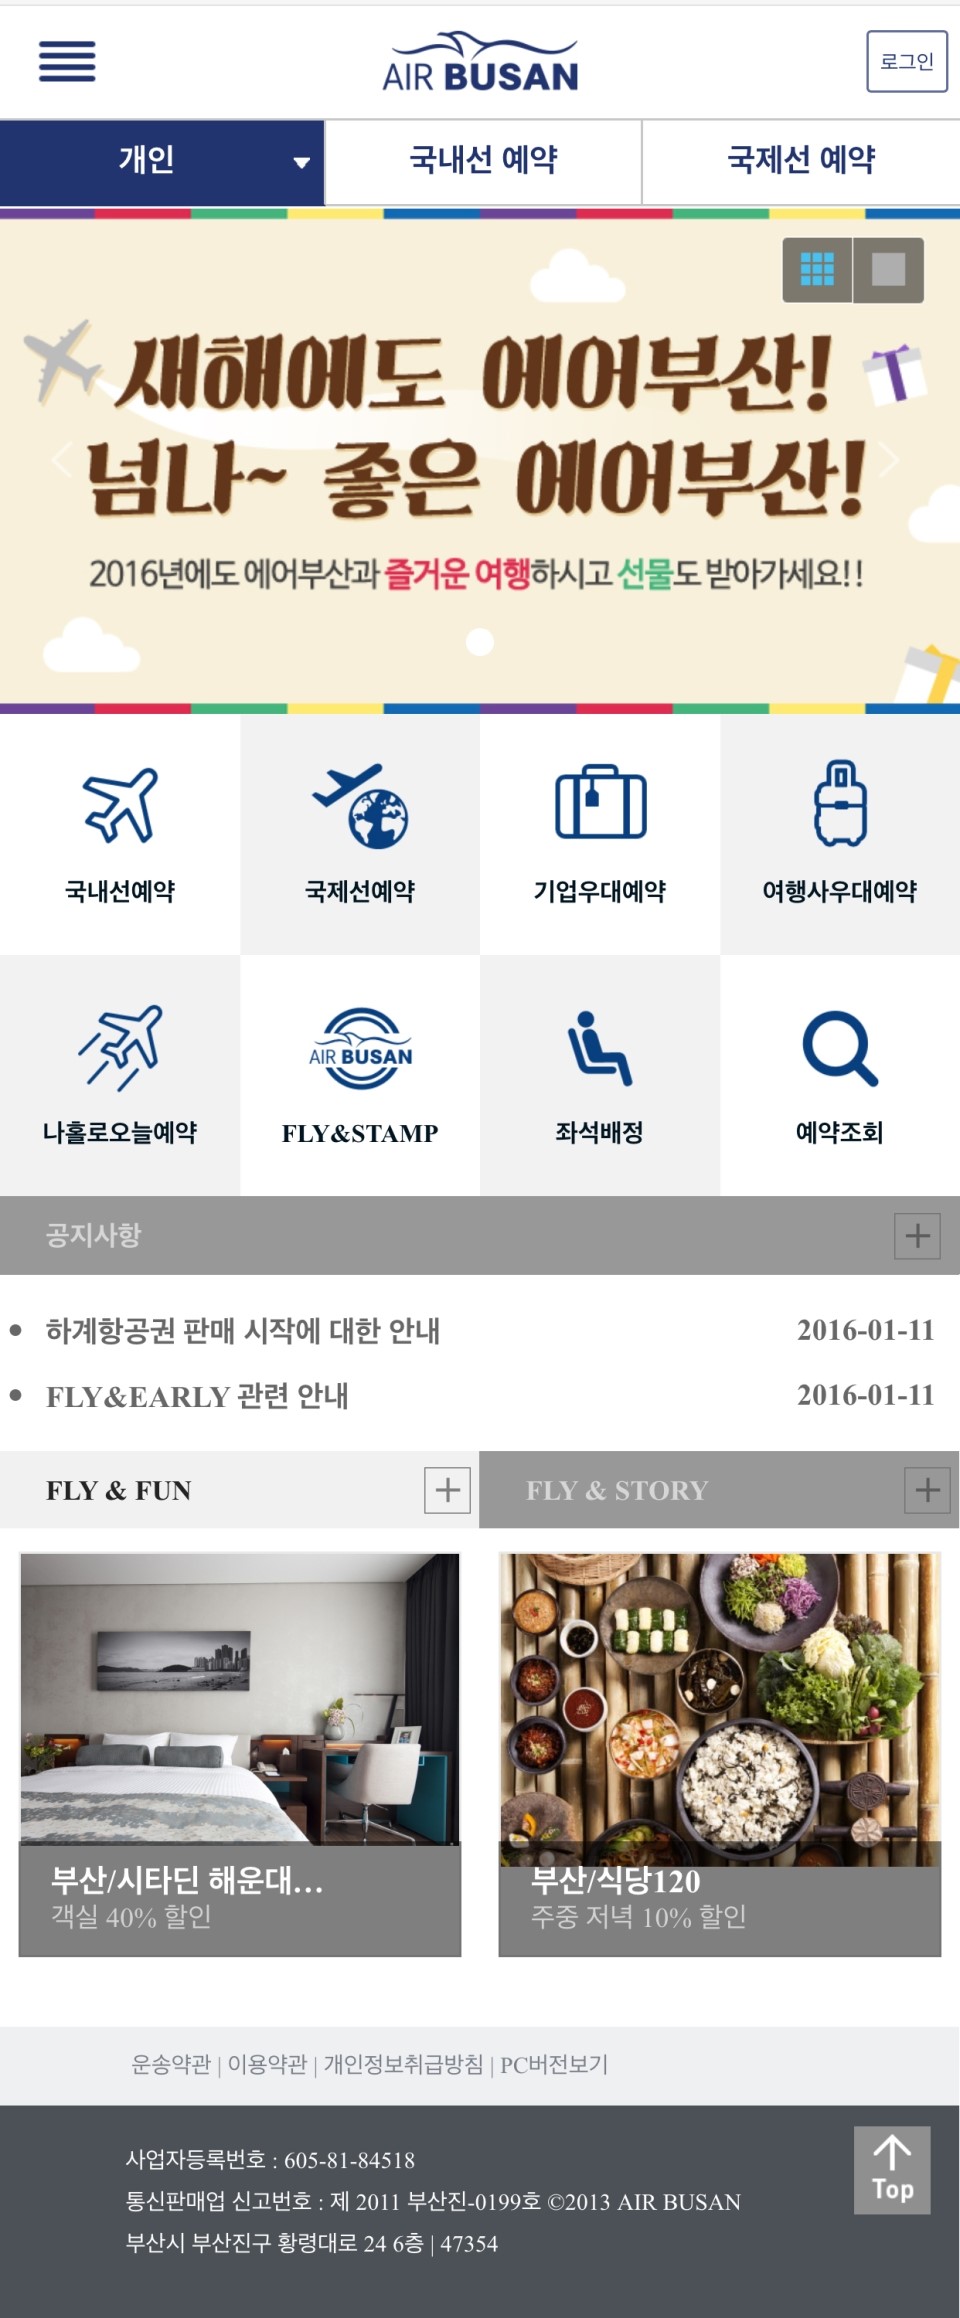 AIR BUSAN
로그인
개인
국내선 예약
국제선 예약
새해에도 에어부산!
넘나~ 좋은 에어부산!
2016년에도 에어부산과 즐거운 여행하시고 선물도 받아가세요!!
국내선예약
국제선예약
기업우대예약
여행사우대예약
AIR BUSAN
나홀로오늘예약
FLY&STAMP
좌석배정
예약조회
공지사항
하계항공권 판매 시작에 대한 안내 2016-01-11
FLY&EARLY 관련 안내 2016-01-11
FLY & FUN
FLY & STORY
부산/시타딘 해운대...
객실 40% 할인
부산/식당120
주중 저녁 10% 할인
운송약관 | 이용약관 | 개인정보취급방침 | PC버전보기
사업자등록번호 : 605-81-84518
통신판매업 신고번호 : 제 2011 부산진-0199호 ©2013 AIR BUSAN
부산시 부산진구 황령대로 24 6층 | 47354
Top